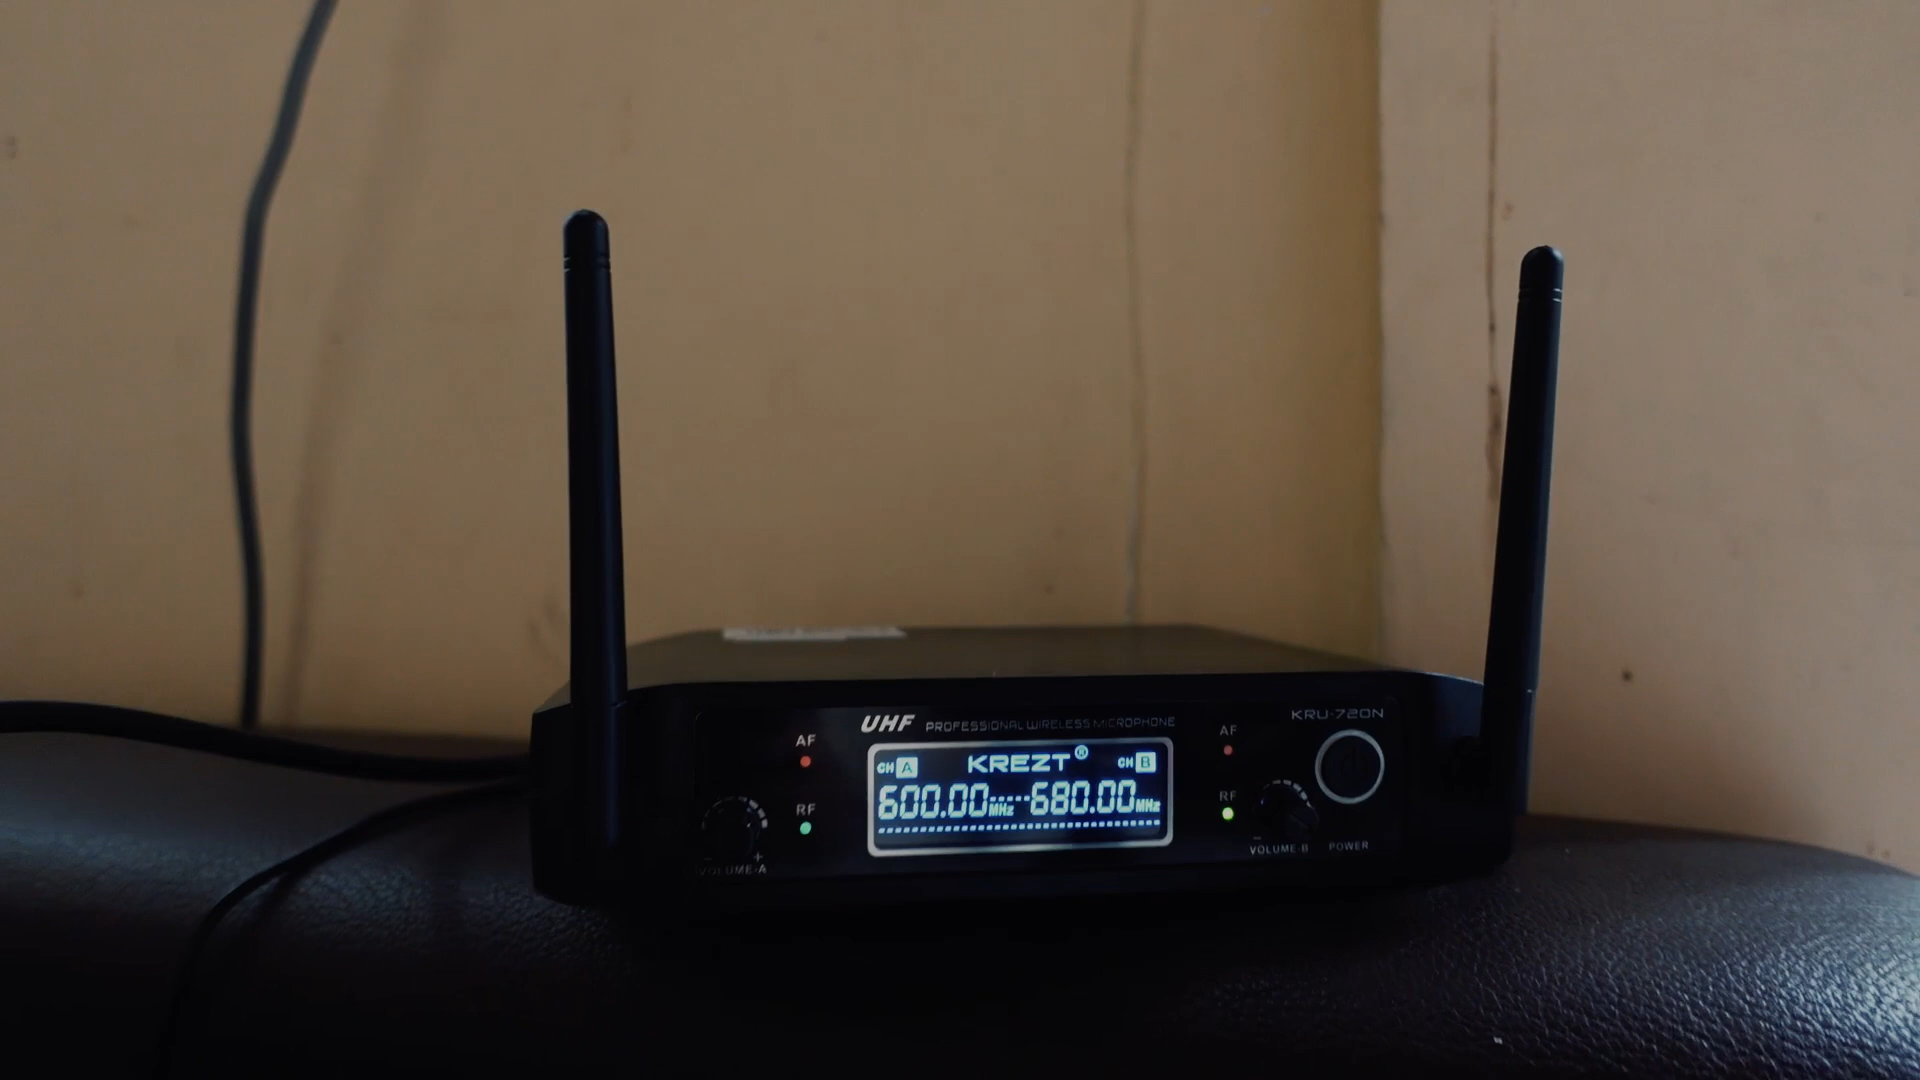 UHF PROFESSIONAL WIRELESS MICROPHONE
KRU-720N
AF
RF
VOLUME-A
+
CH A
KREZT®
CH B
600.00MHz-----680.00MHz
AF
RF
-
VOLUME-B
POWER